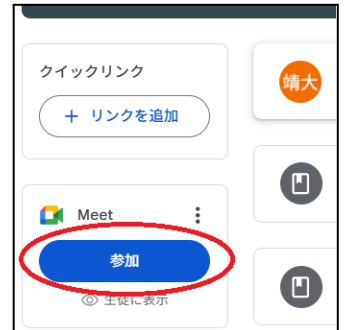 クイックリンク
+ リンクを追加
靖大
Meet
参加
生徒に表示